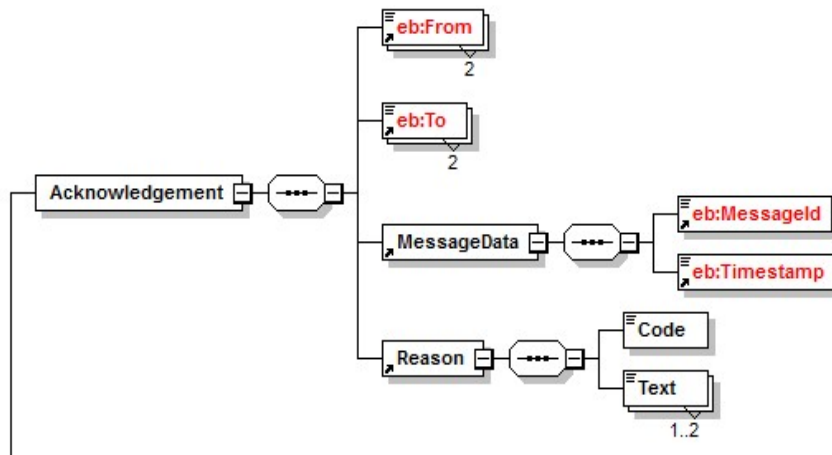 eb:From
2
eb:To
2
Acknowledgement
MessageData
eb:MessageId
eb:Timestamp
Reason
Code
Text
1..2